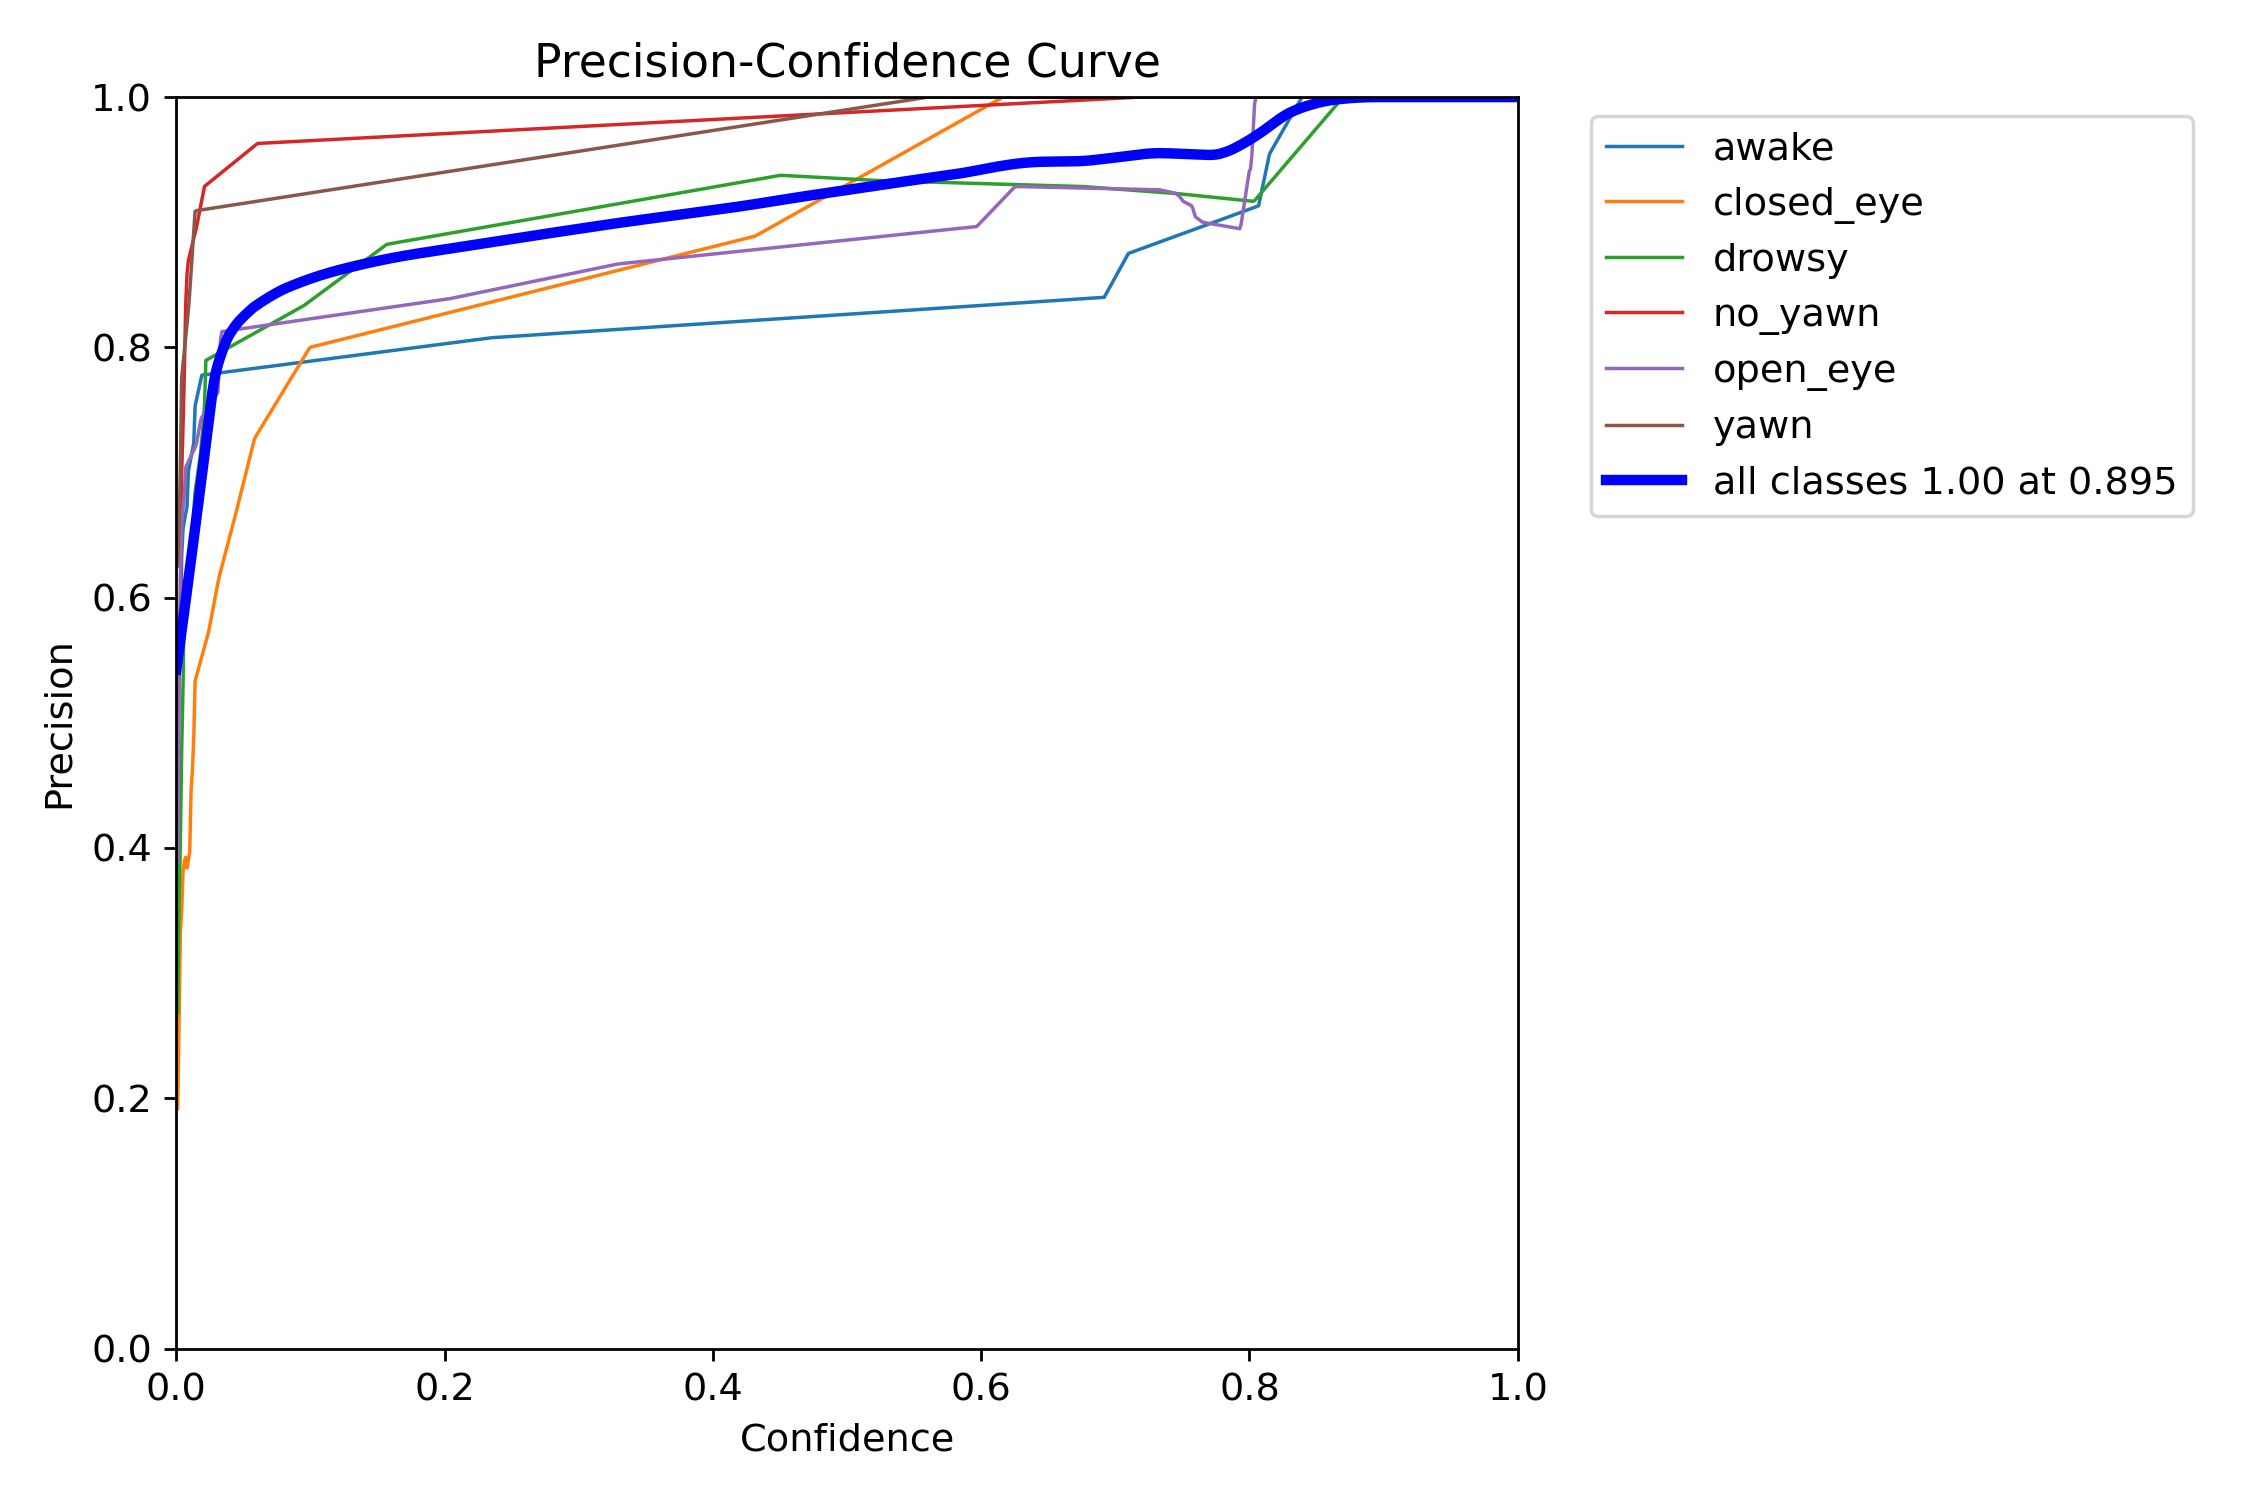 Precision-Confidence Curve
1.0
0.8
0.6
0.4
0.2
0.0
Precision
0.0 0.2 0.4 0.6 0.8 1.0
Confidence
awake
closed_eye
drowsy
no_yawn
open_eye
yawn
all classes 1.00 at 0.895